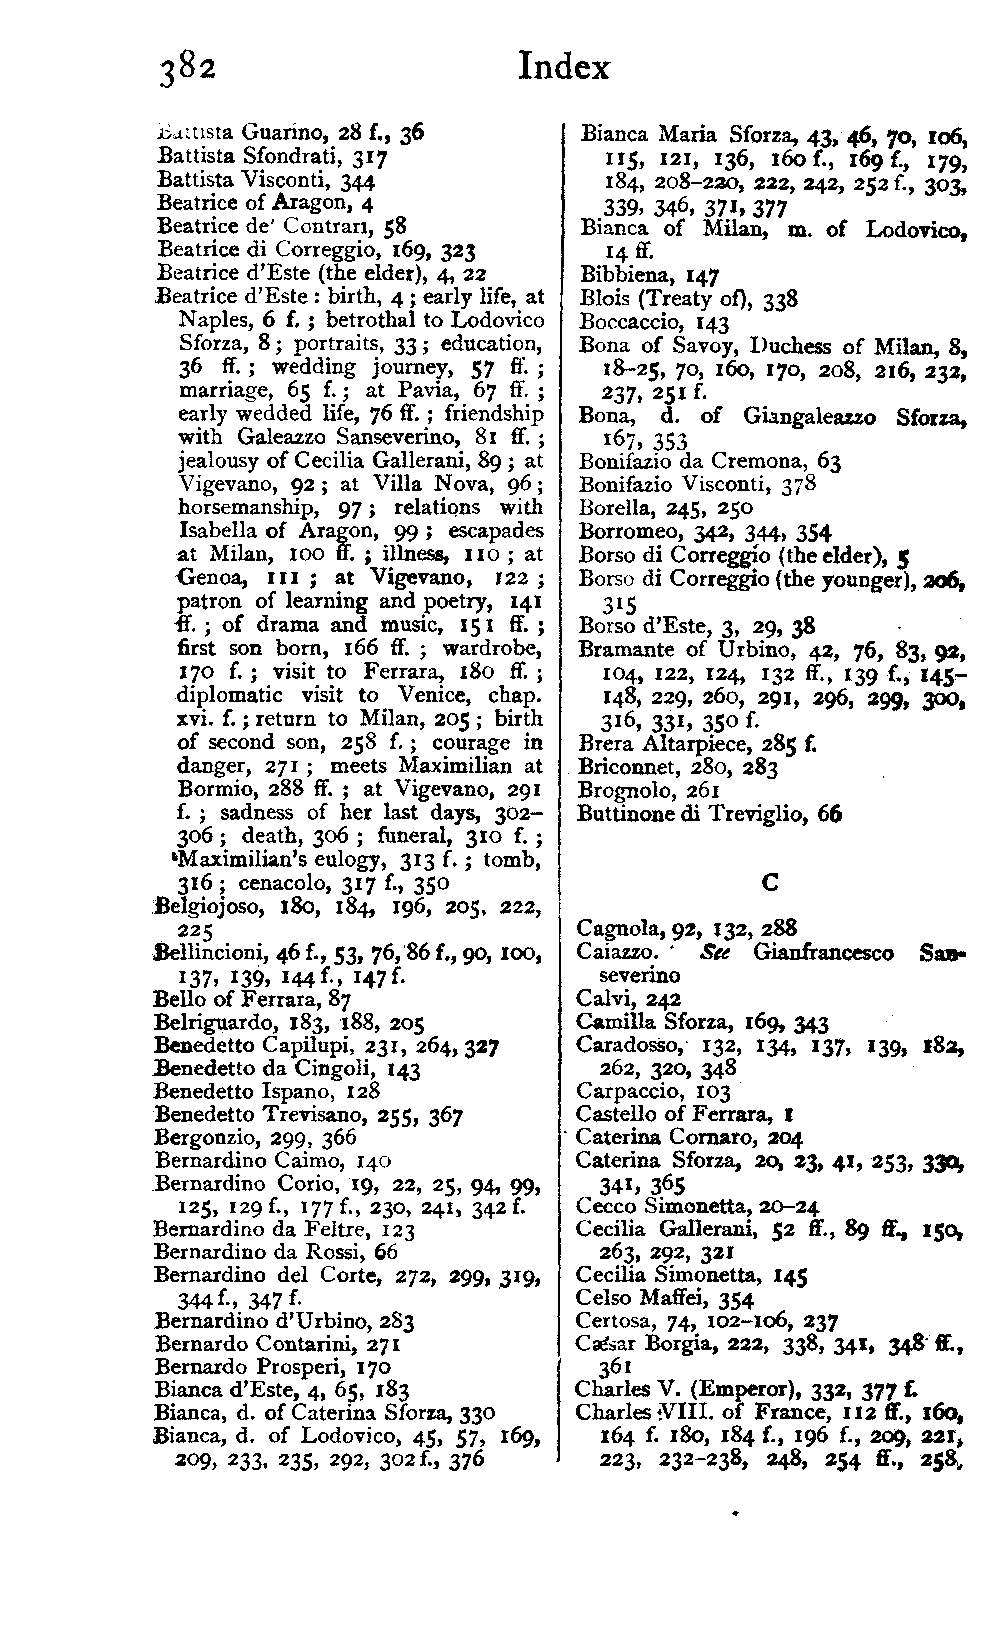 382
Index
Battista Guarino, 28 f., 36
Battista Sfondrati, 317
Battista Visconti, 344
Beatrice of Aragon, 4
Beatrice de' Contrari, 58
Beatrice di Correggio, 169, 323
Beatrice d'Este (the elder), 4, 22
Beatrice d'Este : birth, 4 ; early life, at
Naples, 6 f. ; betrothal to Lodovico
Sforza, 8 ; portraits, 33 ; education,
36 ff. ; wedding journey, 57 ff. ;
marriage, 65 f. ; at Pavia, 67 ff. ;
early wedded life, 76 ff. ; friendship
with Galeazzo Sanseverino, 81 ff. ;
jealousy of Cecilia Gallerani, 89 ; at
Vigevano, 92 ; at Villa Nova, 96 ;
horsemanship, 97 ; relations with
Isabella of Aragon, 99 ; escapades
at Milan, 100 ff. ; illness, 110 ; at
Genoa, 111 ; at Vigevano, 122 ;
patron of learning and poetry, 141
ff. ; of drama and music, 151 ff. ;
first son born, 166 ff. ; wardrobe,
170 f. ; visit to Ferrara, 180 ff. ;
diplomatic visit to Venice, chap.
xvi. f. ; return to Milan, 205 ; birth
of second son, 258 f. ; courage in
danger, 271 ; meets Maximilian at
Bormio, 288 ff. ; at Vigevano, 291
f. ; sadness of her last days, 302–
306 ; death, 306 ; funeral, 310 f. ;
Maximilian's eulogy, 313 f. ; tomb,
316 ; cenacolo, 317 f., 350
Belgiojoso, 180, 184, 196, 205, 222,
225
Bellincioni, 46 f., 53, 76, 86 f., 90, 100,
137, 139, 144 f., 147 f.
Bello of Ferrara, 87
Belriguardo, 183, 188, 205
Benedetto Capilupi, 231, 264, 327
Benedetto da Cingoli, 143
Benedetto Ispano, 128
Benedetto Trevisano, 255, 367
Bergonzio, 299, 366
Bernardino Caimo, 140
Bernardino Corio, 19, 22, 25, 94, 99,
125, 129 f., 177 f., 230, 241, 342 f.
Bernardino da Feltre, 123
Bernardino da Rossi, 66
Bernardino del Corte, 272, 299, 319,
344 f., 347 f.
Bernardino d'Urbino, 283
Bernardo Contarini, 271
Bernardo Prosperi, 170
Bianca d'Este, 4, 65, 183
Bianca, d. of Caterina Sforza, 330
Bianca, d. of Lodovico, 45, 57, 169,
209, 233, 235, 292, 302 f., 376
Bianca Maria Sforza, 43, 46, 70, 106,
115, 121, 136, 160 f., 169 f., 179,
184, 208–220, 222, 242, 252 f., 303,
339, 346, 371, 377
Bianca of Milan, m. of Lodovico,
14 ff.
Bibbiena, 147
Blois (Treaty of), 338
Boccaccio, 143
Bona of Savoy, Duchess of Milan, 8,
18–25, 70, 160, 170, 208, 216, 232,
237, 251 f.
Bona, d. of Giangaleazzo Sforza,
167, 353
Bonifazio da Cremona, 63
Bonifazio Visconti, 378
Borella, 245, 250
Borromeo, 342, 344, 354
Borso di Correggio (the elder), 5
Borso di Correggio (the younger), 206,
315
Borso d'Este, 3, 29, 38
Bramante of Urbino, 42, 76, 83, 92,
104, 122, 124, 132 ff., 139 f., 145–
148, 229, 260, 291, 296, 299, 300,
316, 331, 350 f.
Brera Altarpiece, 285 f.
Briconnet, 280, 283
Brognolo, 261
Buttinone di Treviglio, 66
C
Cagnola, 92, 132, 288
Caiazzo. See Gianfrancesco San-
severino
Calvi, 242
Camilla Sforza, 169, 343
Caradosso, 132, 134, 137, 139, 182,
262, 320, 348
Carpaccio, 103
Castello of Ferrara, 1
Caterina Cornaro, 204
Caterina Sforza, 20, 23, 41, 253, 330,
341, 365
Cecco Simonetta, 20–24
Cecilia Gallerani, 52 ff., 89 ff., 150,
263, 292, 321
Cecilia Simonetta, 145
Celso Maffei, 354
Certosa, 74, 102–106, 237
Cæsar Borgia, 222, 338, 341, 348 ff.,
361
Charles V. (Emperor), 332, 377 f.
Charles VIII. of France, 112 ff., 160,
164 f. 180, 184 f., 196 f., 209, 221,
223, 232–238, 248, 254 ff., 258,